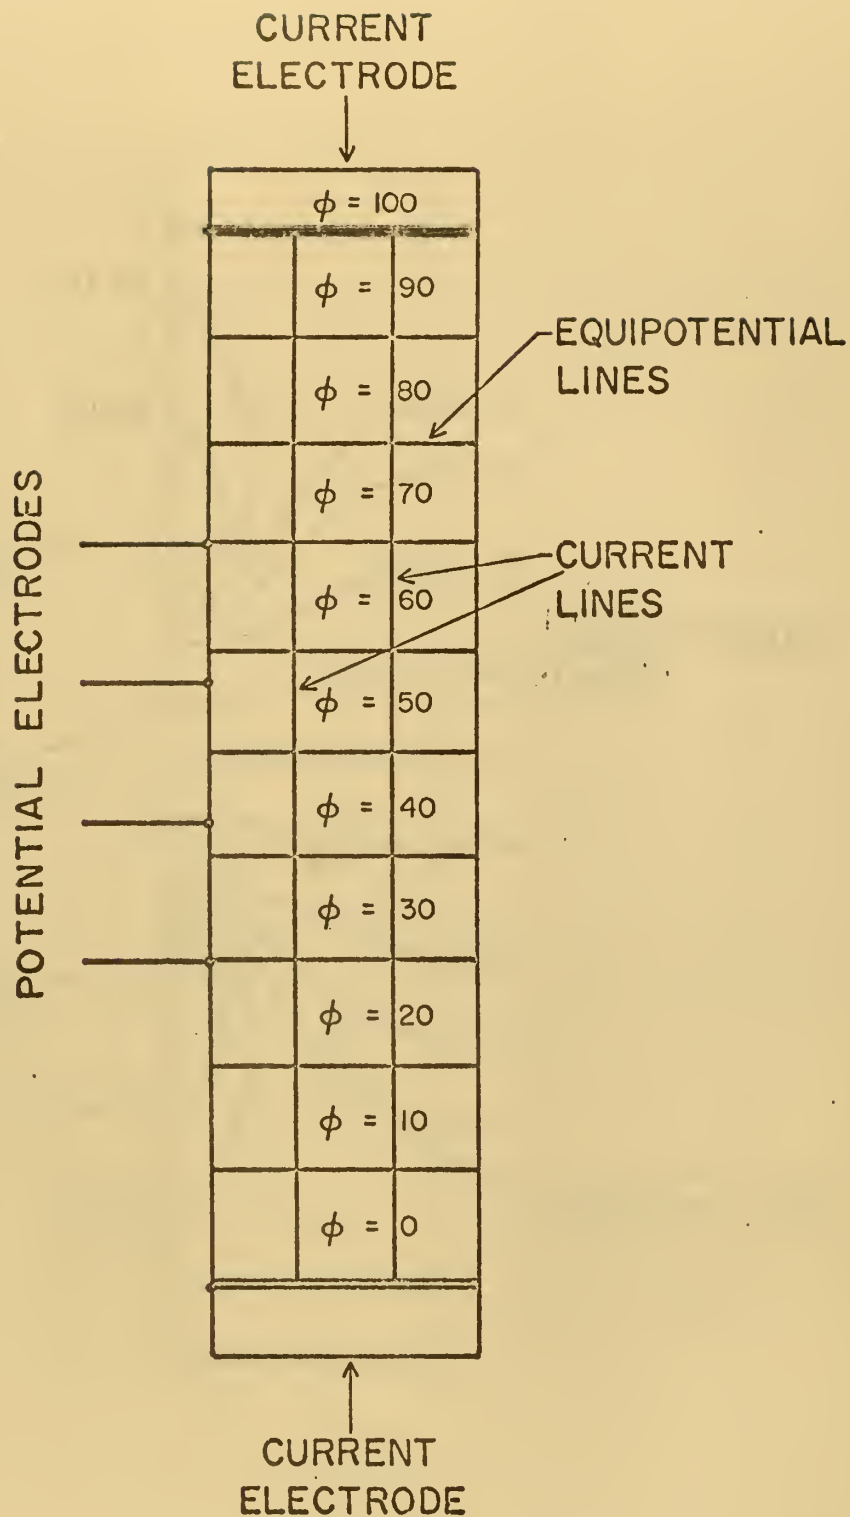 CURRENT
ELECTRODE
ϕ = 100
ϕ = 90
EQUIPOTENTIAL
LINES
ϕ = 80
ϕ = 70
POTENTIAL ELECTRODES
CURRENT
LINES
ϕ = 60
ϕ = 50
ϕ = 40
ϕ = 30
ϕ = 20
ϕ = 10
ϕ = 0
CURRENT
ELECTRODE